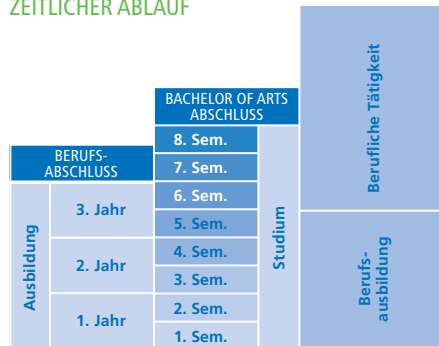 ZEITLICHER ABLAUF
BACHELOR OF ARTS
ABSCHLUSS
8. Sem.
7. Sem.
6. Sem.
5. Sem.
4. Sem.
3. Sem.
2. Sem.
1. Sem.
Studium
BERUFS-
ABSCHLUSS
3. Jahr
2. Jahr
1. Jahr
Ausbildung
Berufliche Tätigkeit
Berufs-
ausbildung